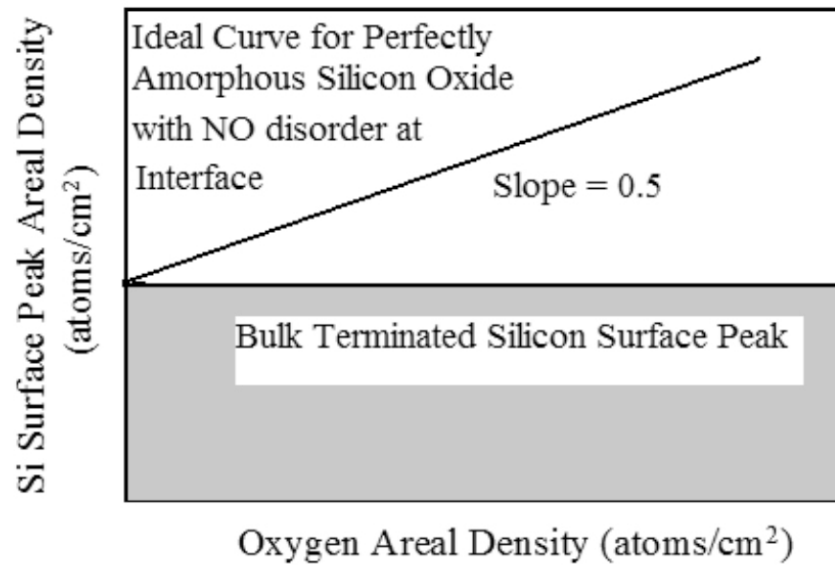 Si Surface Peak Areal Density
(atoms/cm²)
Ideal Curve for Perfectly
Amorphous Silicon Oxide
with NO disorder at
Interface
Slope = 0.5
Bulk Terminated Silicon Surface Peak
Oxygen Areal Density (atoms/cm²)